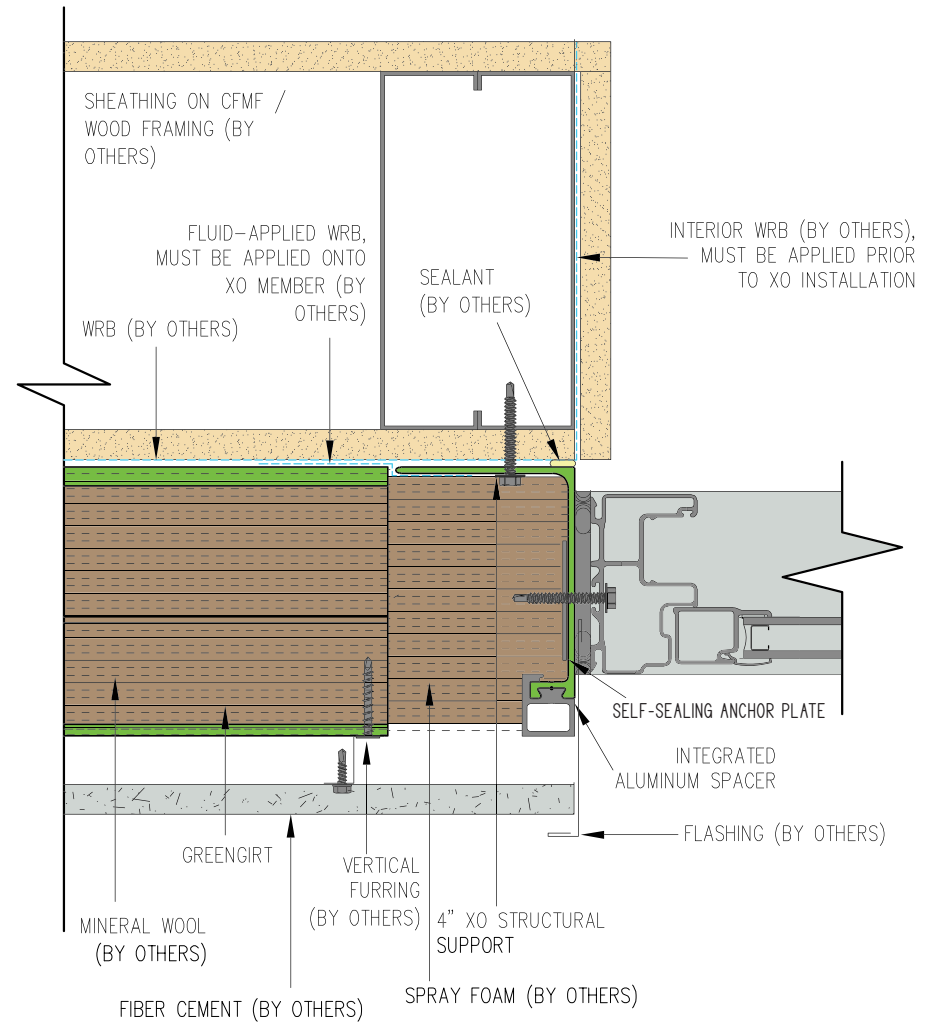 SHEATHING ON CFMF /
WOOD FRAMING (BY
OTHERS)
FLUID-APPLIED WRB,
MUST BE APPLIED ONTO
XO MEMBER (BY
OTHERS)
WRB (BY OTHERS)
SEALANT
(BY OTHERS)
INTERIOR WRB (BY OTHERS),
MUST BE APPLIED PRIOR
TO XO INSTALLATION
SELF-SEALING ANCHOR PLATE
INTEGRATED
ALUMINUM SPACER
FLASHING (BY OTHERS)
GREENGIRT
VERTICAL
FURRING
(BY OTHERS)
4" XO STRUCTURAL
SUPPORT
MINERAL WOOL
(BY OTHERS)
SPRAY FOAM (BY OTHERS)
FIBER CEMENT (BY OTHERS)